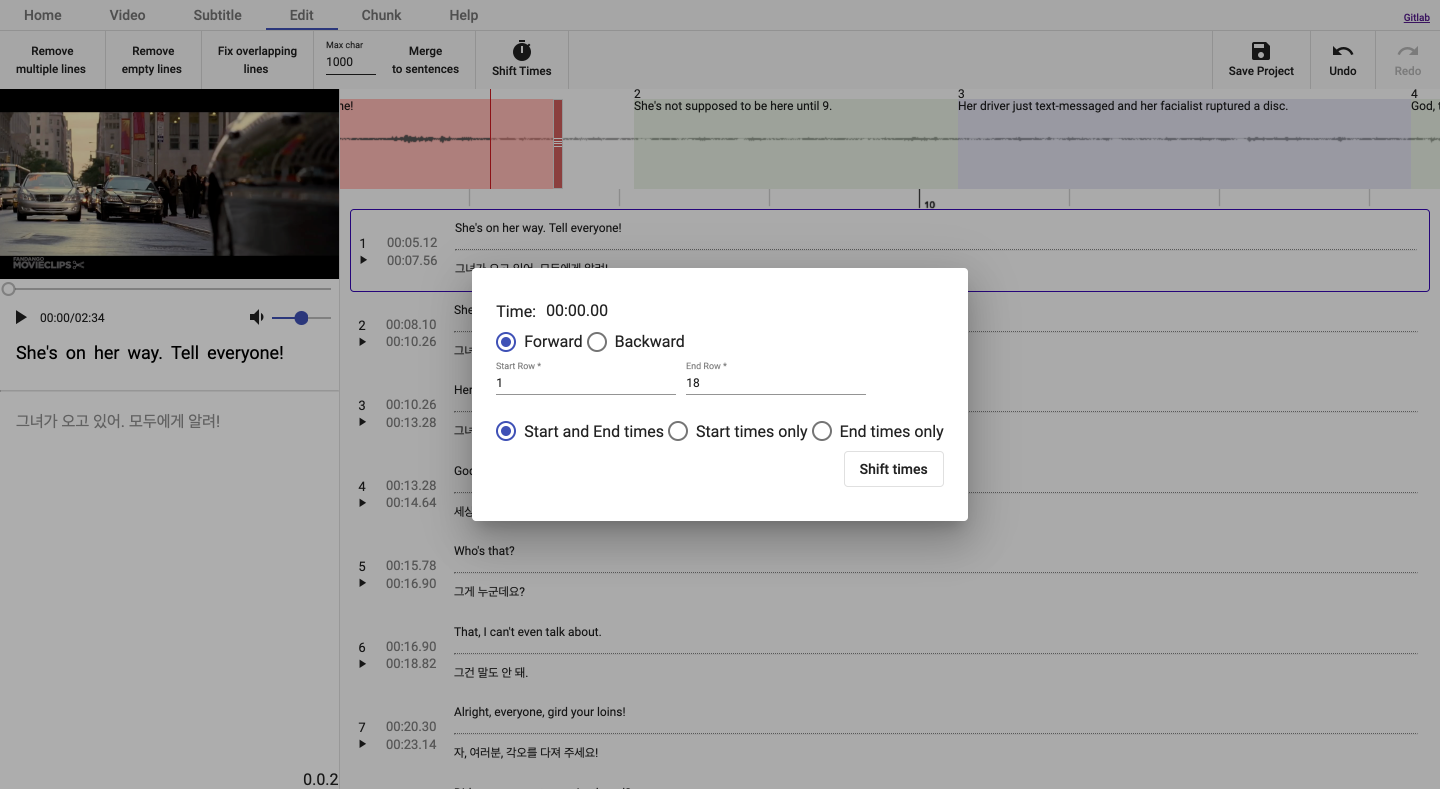 Home Video Subtitle Edit Chunk Help Gitlab
Remove multiple lines
Remove empty lines
Fix overlapping lines
Max char
1000
Merge to sentences
Shift Times
Save Project
Undo
Redo
ne!
2
She's not supposed to be here until 9.
3
Her driver just text-messaged and her facialist ruptured a disc.
4
God,
10
FANDANGO
MOVIECLIPS
00:00/02:34
She's on her way. Tell everyone!
그녀가 오고 있어. 모두에게 알려!
0.0.2
1
00:05.12
00:07.56
She's on her way. Tell everyone!
그녀가 오고 있어. 모두에게 알려!
2
00:08.10
00:10.26
She
그녀
3
00:10.26
00:13.28
Her
그녀
4
00:13.28
00:14.64
God
세상
5
00:15.78
00:16.90
Who's that?
그게 누군데요?
6
00:16.90
00:18.82
That, I can't even talk about.
그건 말도 안 돼.
7
00:20.30
00:23.14
Alright, everyone, gird your loins!
자, 여러분, 각오를 다져 주세요!
Time: 00:00.00
Forward Backward
Start Row *
1
End Row *
18
Start and End times Start times only End times only
Shift times